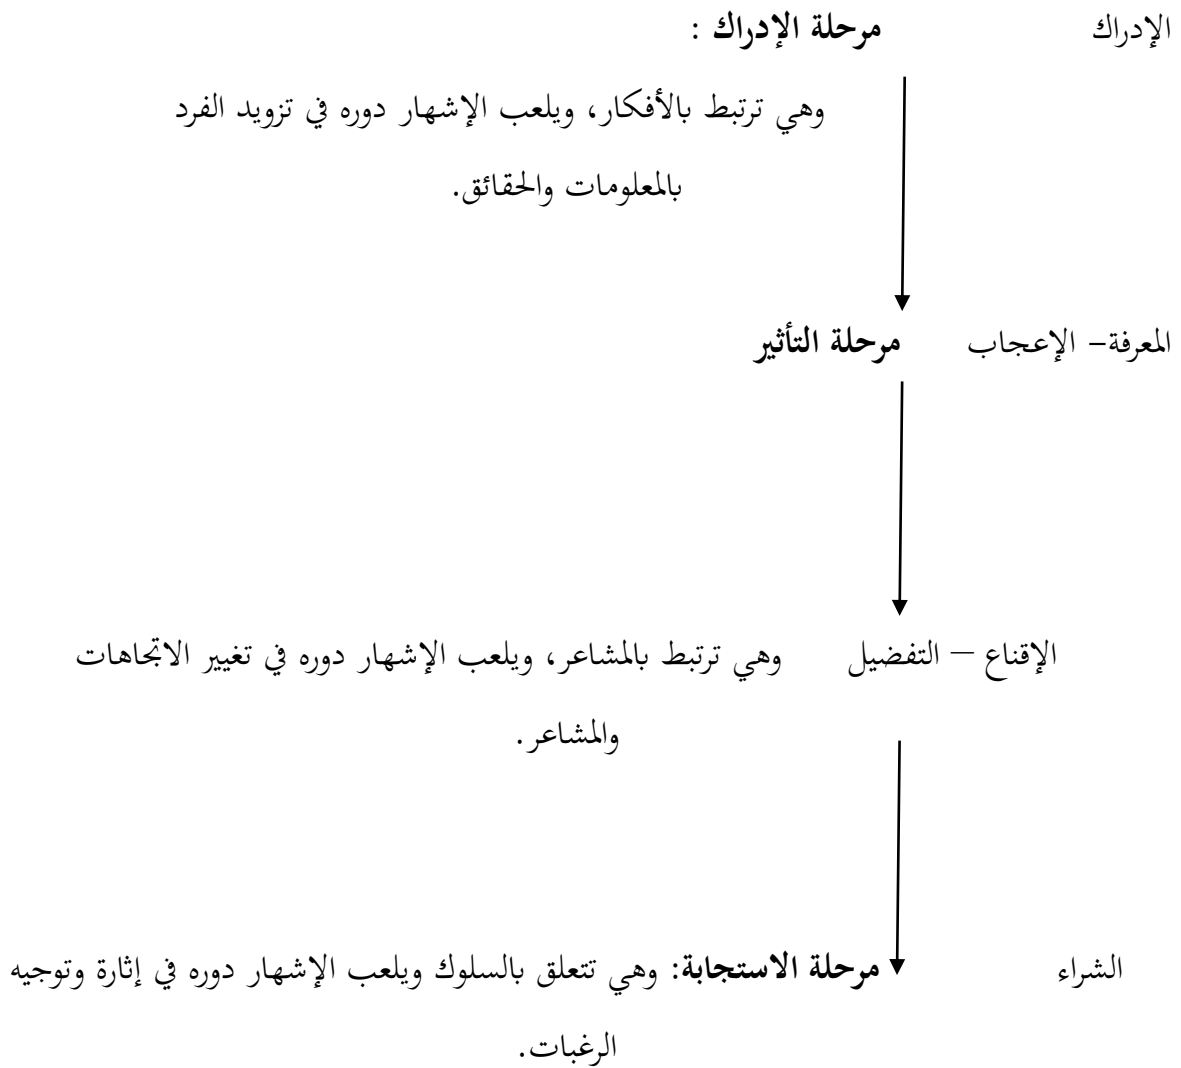 الإدراك مرحلة الإدراك :
وهي ترتبط بالأفكار، ويلعب الإشهار دوره في تزويد الفرد
بالمعلومات والحقائق.
المعرفة– الإعجاب مرحلة التأثير
الإقناع – التفضيل وهي ترتبط بالمشاعر، ويلعب الإشهار دوره في تغيير الاتجاهات
والمشاعر.
الشراء مرحلة الاستجابة: وهي تتعلق بالسلوك ويلعب الإشهار دوره في إثارة وتوجيه
الرغبات.